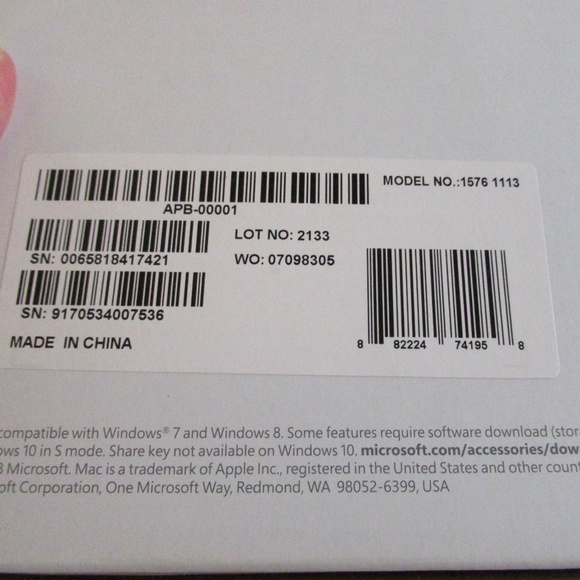 MODEL NO.:1576 1113
APB-00001
LOT NO: 2133
SN: 0065818417421
WO: 07098305
SN: 9170534007536
8 82224 74195 8
MADE IN CHINA
compatible with Windows® 7 and Windows 8. Some features require software download (stor
ows 10 in S mode. Share key not available on Windows 10. microsoft.com/accessories/dow
Microsoft. Mac is a trademark of Apple Inc., registered in the United States and other coun
oft Corporation, One Microsoft Way, Redmond, WA 98052-6399, USA